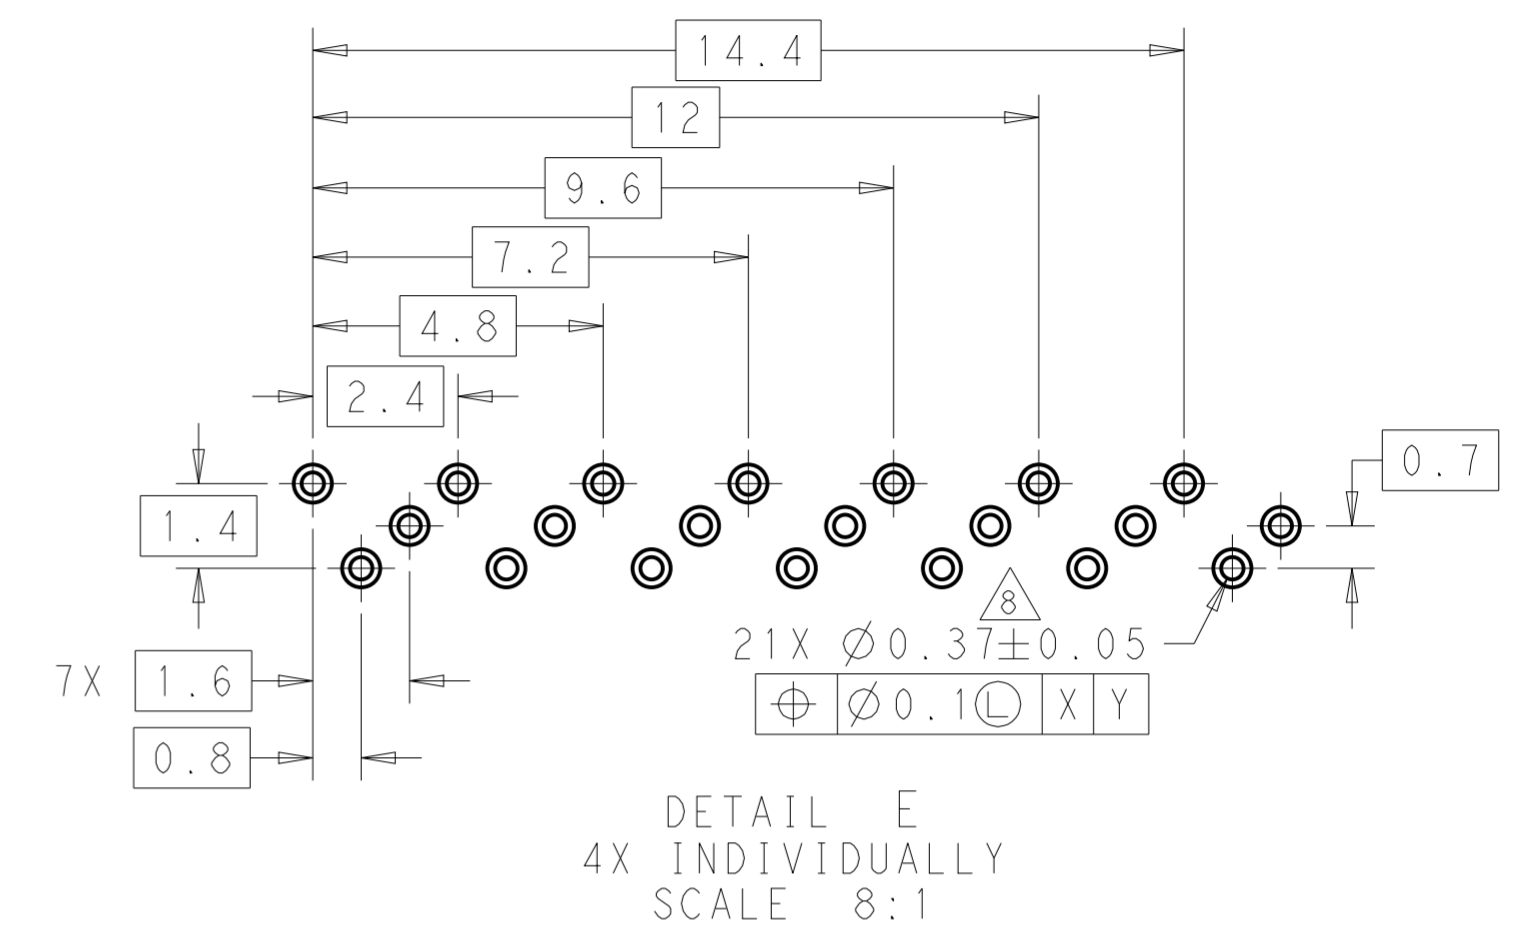 14.4
12
9.6
7.2
4.8
2.4
0.7
1.4
8
21X ⌀0.37±0.05
⌖ ⌀0.1Ⓛ X Y
7X 1.6
0.8
DETAIL E
4X INDIVIDUALLY
SCALE 8:1